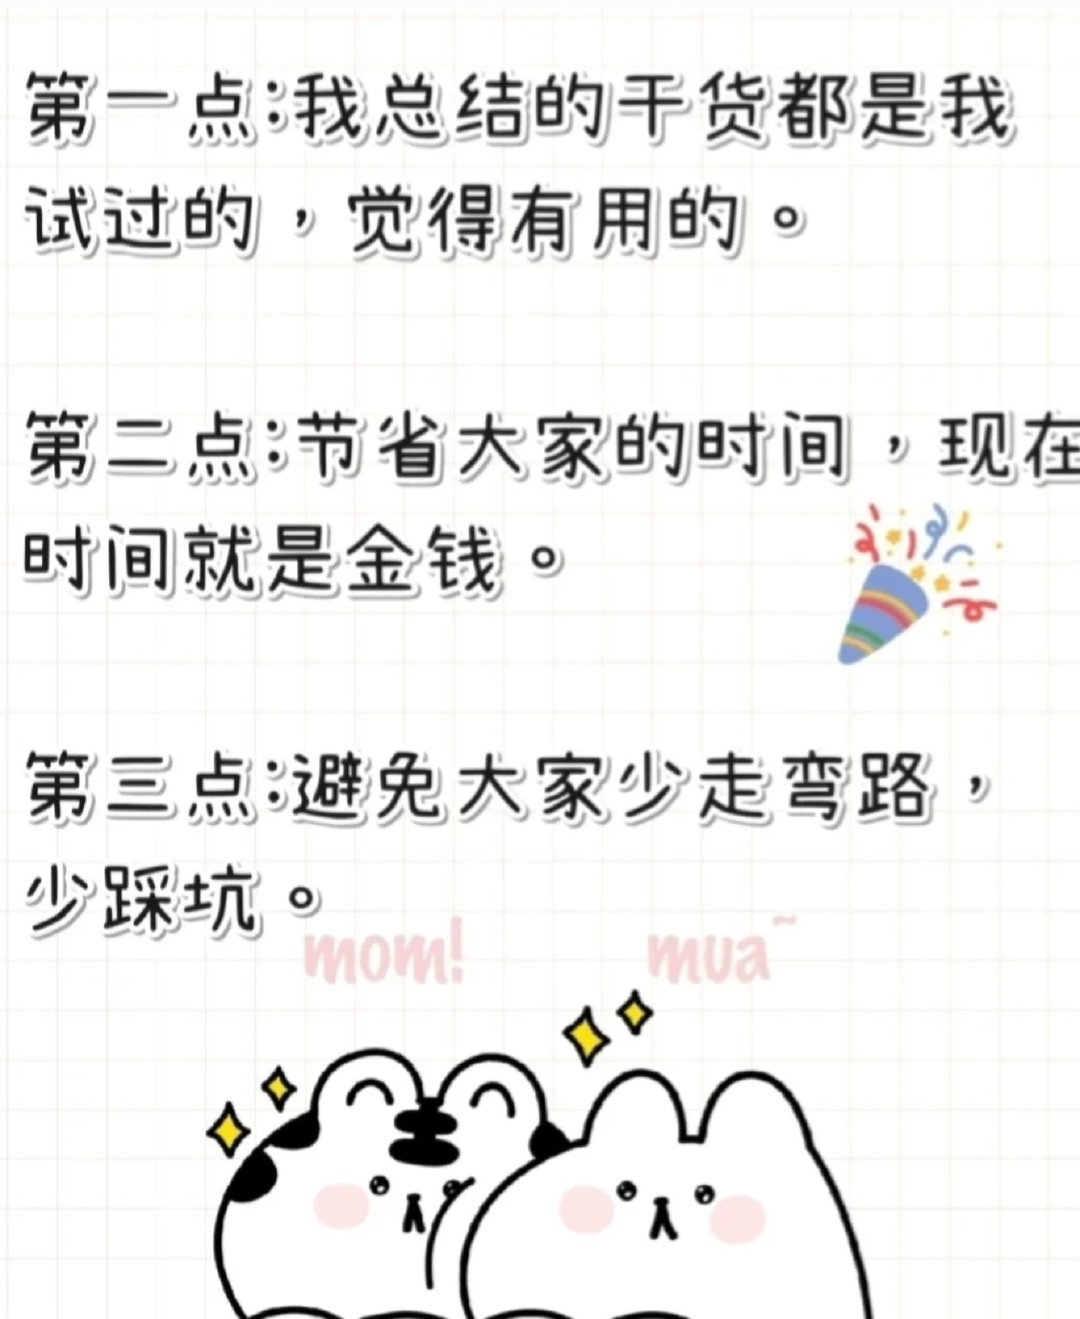 第一点:我总结的干货都是我
试过的，觉得有用的。
第二点:节省大家的时间，现在
时间就是金钱。
第三点:避免大家少走弯路，
少踩坑。
mom! mua~